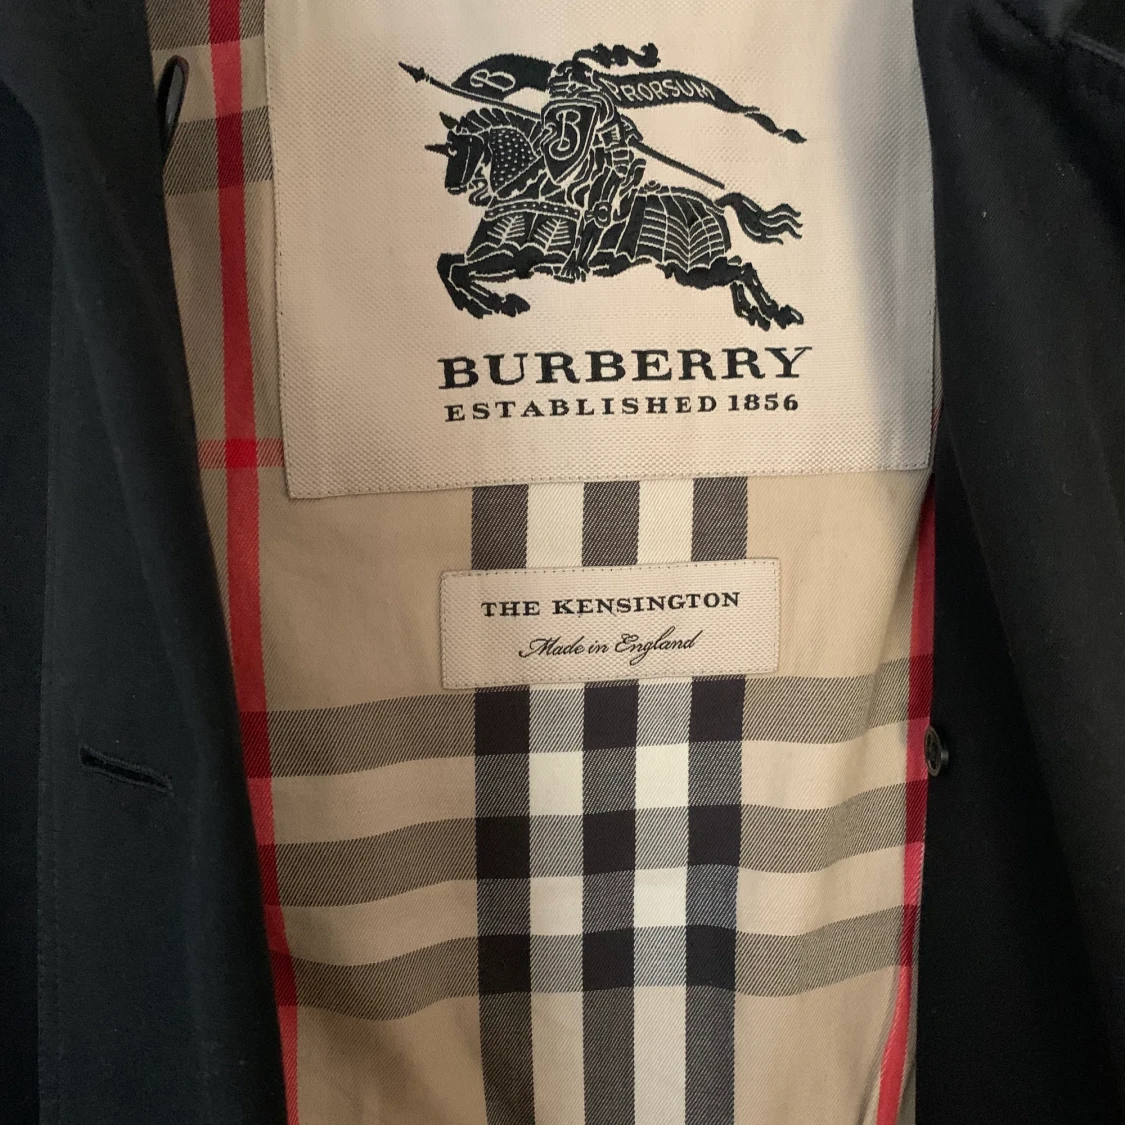 B PRORSUM
B
BURBERRY
ESTABLISHED 1856
THE KENSINGTON
Made in England